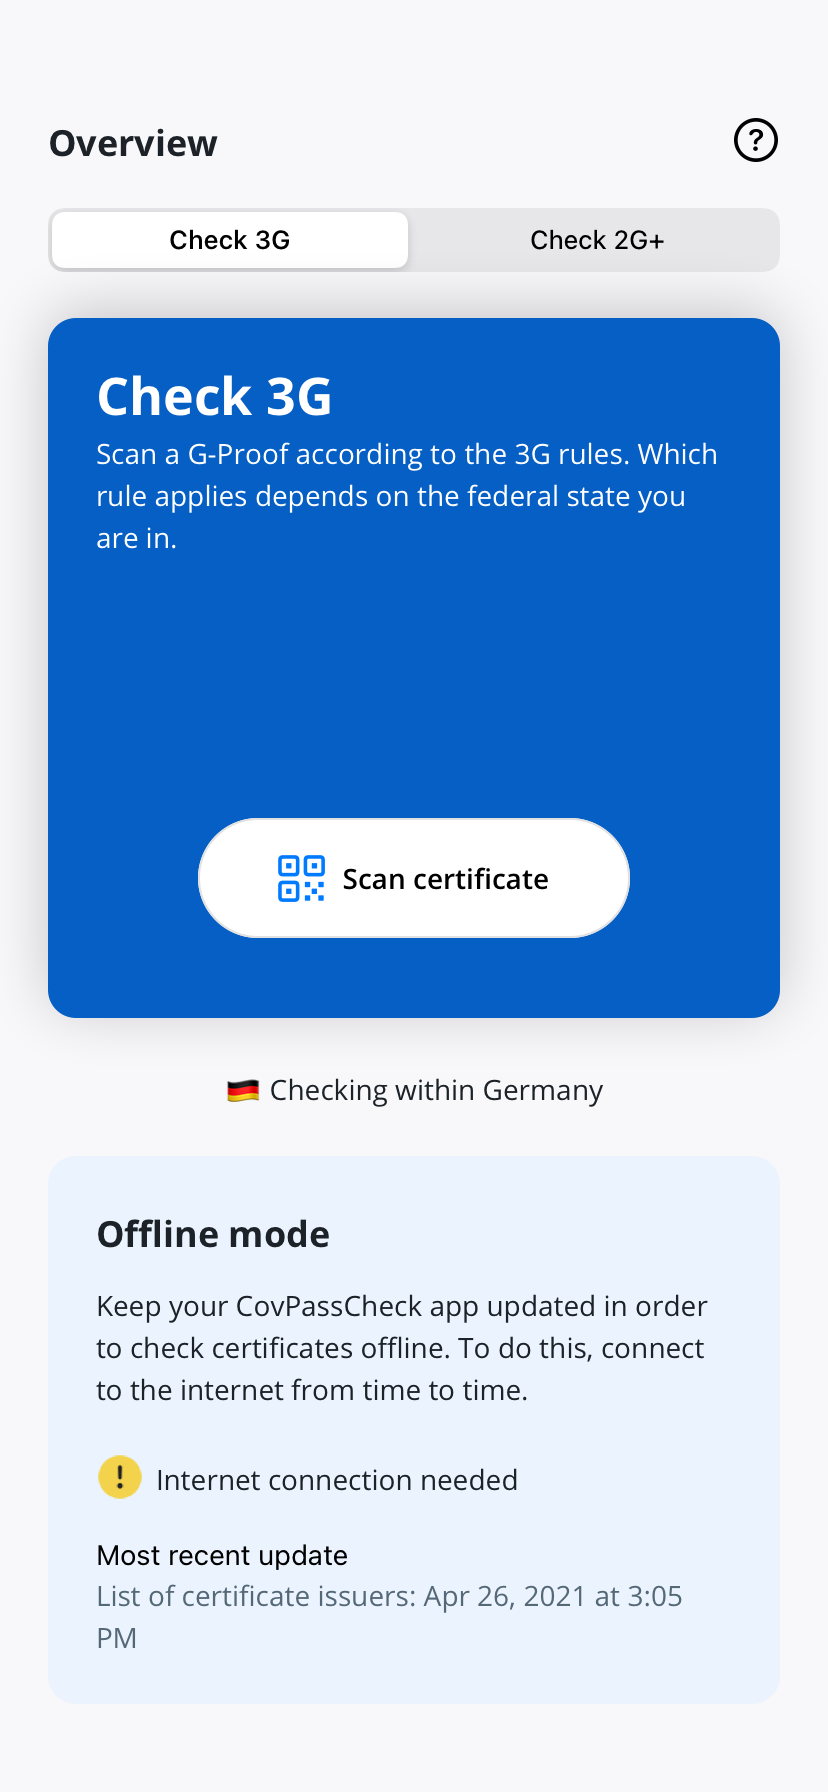 Overview
?
Check 3G
Check 2G+
Check 3G
Scan a G-Proof according to the 3G rules. Which
rule applies depends on the federal state you
are in.
Scan certificate
Checking within Germany
Offline mode
Keep your CovPassCheck app updated in order
to check certificates offline. To do this, connect
to the internet from time to time.
! Internet connection needed
Most recent update
List of certificate issuers: Apr 26, 2021 at 3:05
PM